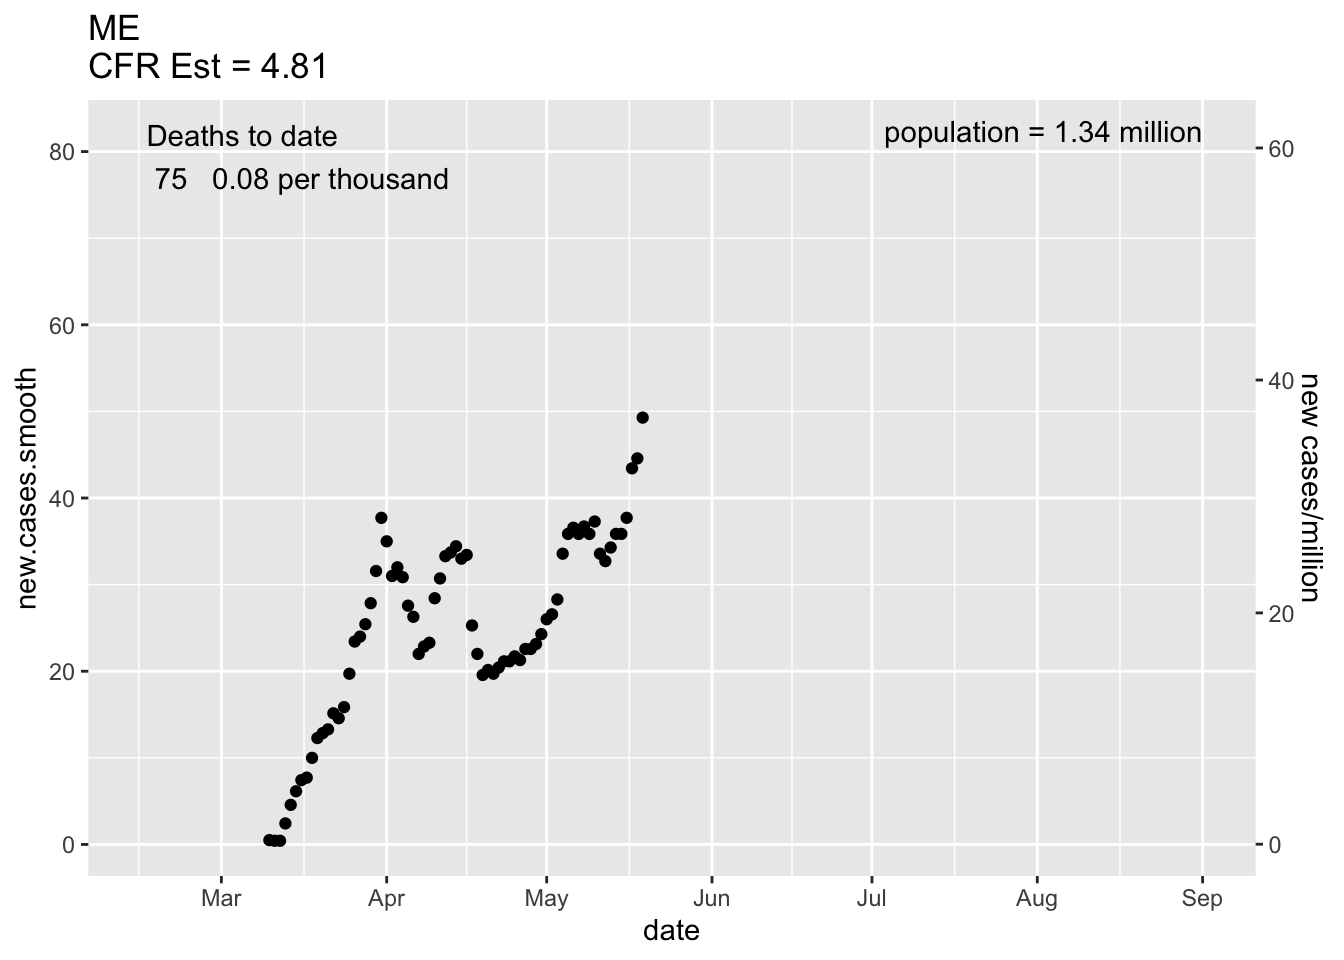 ME
CFR Est = 4.81
Deaths to date
75 0.08 per thousand
population = 1.34 million
80
60
40
20
0
new.cases.smooth
60
40
20
0
new cases/million
Mar Apr May Jun Jul Aug Sep
date